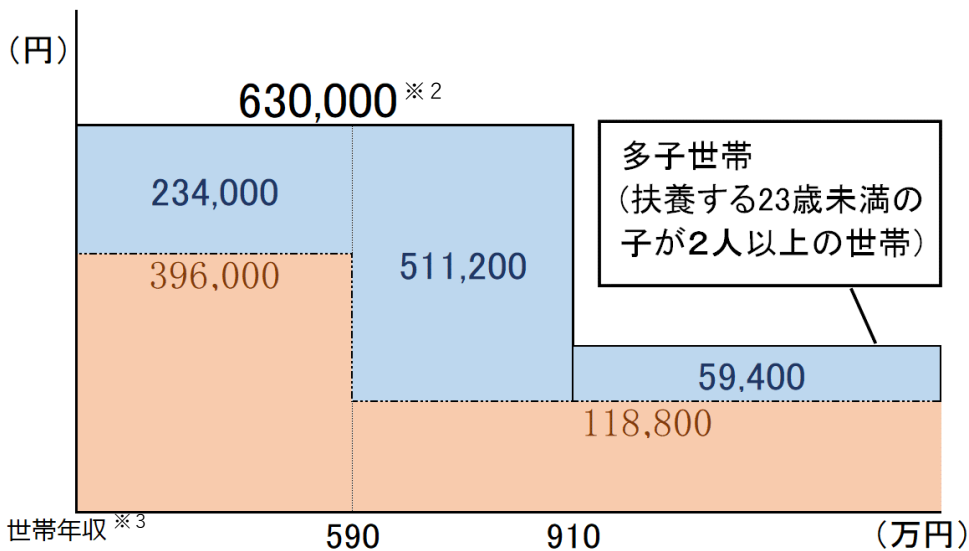 (円)
630,000※2
234,000
396,000
511,200
多子世帯
(扶養する23歳未満の
子が2人以上の世帯)
59,400
118,800
世帯年収※3
590
910
(万円)